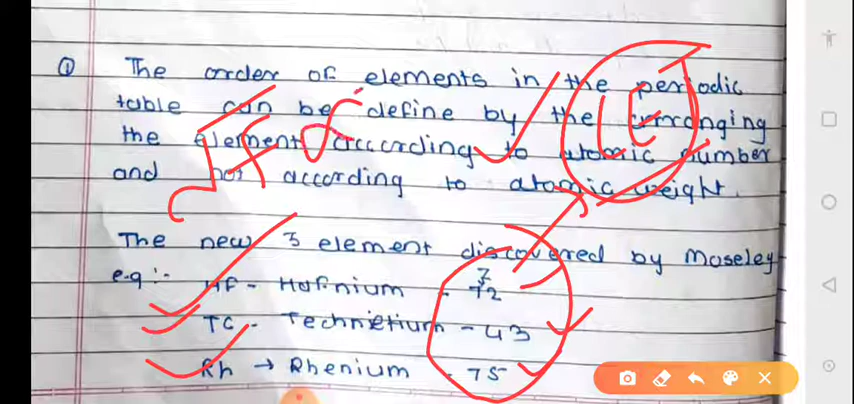 ① The order of elements in the periodic
table can be define by the arranging
the element according to atomic number
and not according to atomic weight.
The new 3 element discovered by Moseley
e.g:- Hf - Hafnium - 72
TC - Technietium - 43
Rh → Rhenium - 75